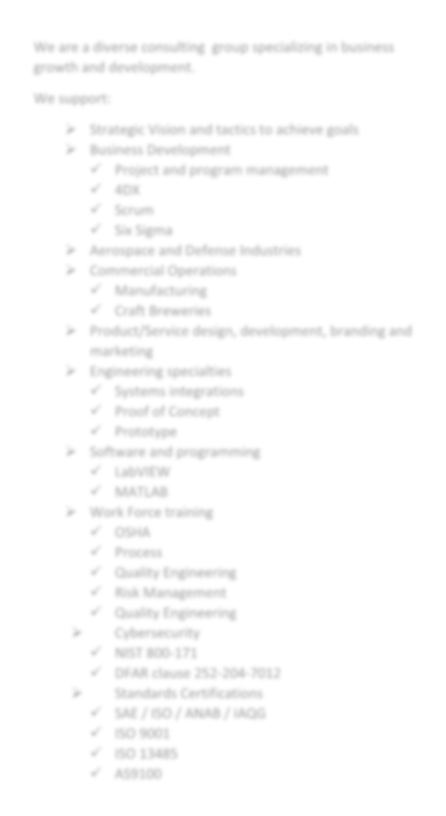 We are a diverse consulting group specializing in business
growth and development.
We support:
➢ Strategic Vision and tactics to achieve goals
➢ Business Development
✓ Project and program management
✓ 4DX
✓ Scrum
✓ Six Sigma
➢ Aerospace and Defense Industries
➢ Commercial Operations
✓ Manufacturing
✓ Craft Breweries
➢ Product/Service design, development, branding and
marketing
➢ Engineering specialties
✓ Systems integrations
✓ Proof of Concept
✓ Prototype
➢ Software and programming
✓ LabVIEW
✓ MATLAB
➢ Work Force training
✓ OSHA
✓ Process
✓ Quality Engineering
✓ Risk Management
✓ Quality Engineering
➢ Cybersecurity
✓ NIST 800-171
✓ DFAR clause 252-204-7012
➢ Standards Certifications
✓ SAE / ISO / ANAB / IAQG
✓ ISO 9001
✓ ISO 13485
✓ AS9100